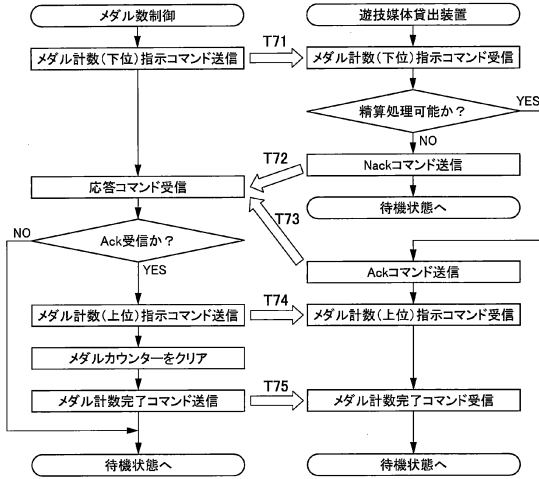 メダル数制御
遊技媒体貸出装置
T71
メダル計数(下位)指示コマンド送信
メダル計数(下位)指示コマンド受信
精算処理可能か?
YES
NO
T72
Nackコマンド送信
応答コマンド受信
待機状態へ
T73
NO
Ack受信か?
YES
Ackコマンド送信
T74
メダル計数(上位)指示コマンド送信
メダル計数(上位)指示コマンド受信
メダルカウンターをクリア
T75
メダル計数完了コマンド送信
メダル計数完了コマンド受信
待機状態へ
待機状態へ